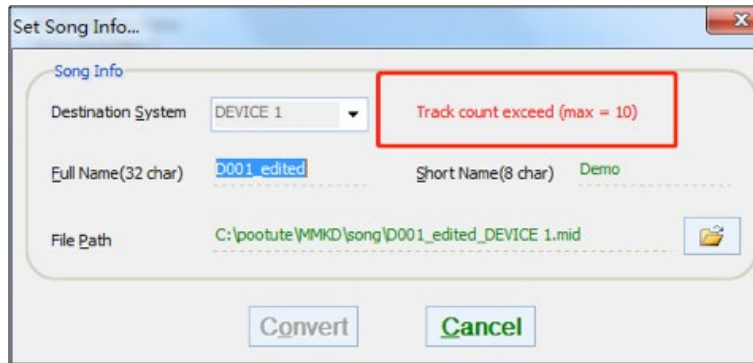 Set Song Info...
Song Info
Destination System DEVICE 1 Track count exceed (max = 10)
Full Name(32 char) D001_edited Short Name(8 char) Demo
File Path C:\pootute\MMKD\song\D001_edited_DEVICE 1.mid
Convert Cancel